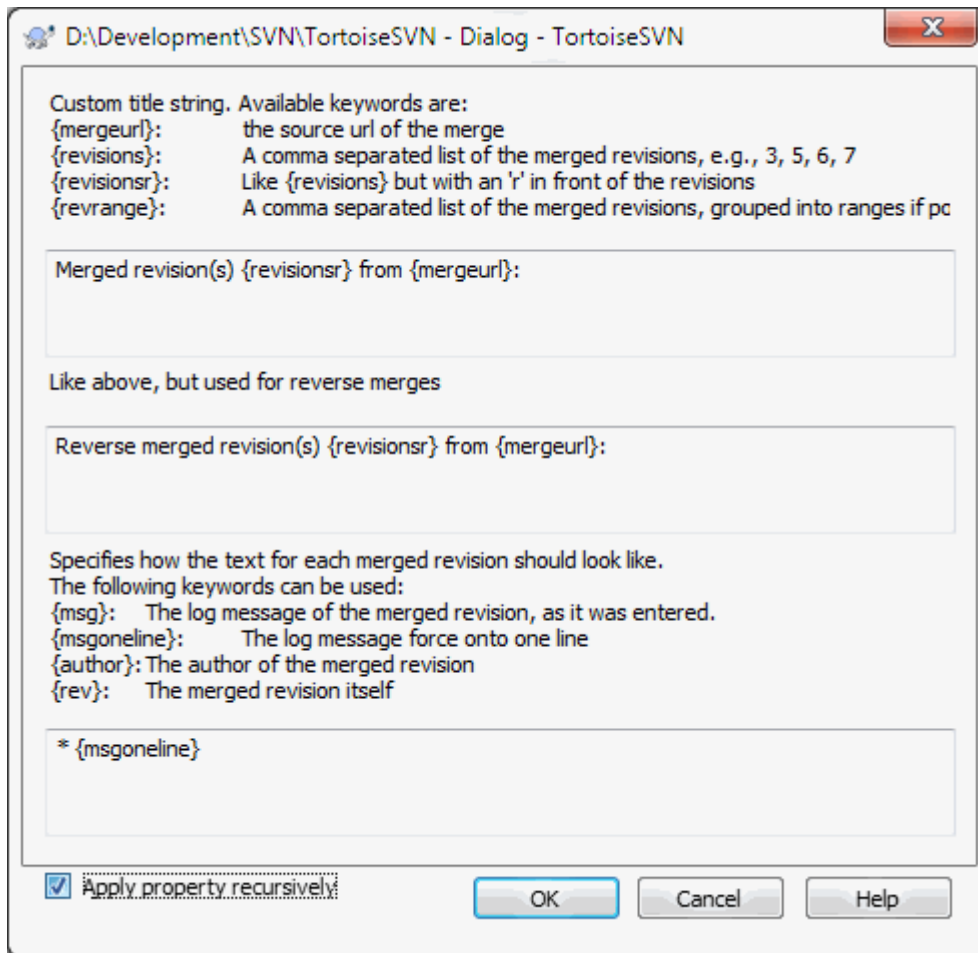 D:\Development\SVN\TortoiseSVN - Dialog - TortoiseSVN
Custom title string. Available keywords are:
{mergeurl}: the source url of the merge
{revisions}: A comma separated list of the merged revisions, e.g., 3, 5, 6, 7
{revisionsr}: Like {revisions} but with an 'r' in front of the revisions
{revrange}: A comma separated list of the merged revisions, grouped into ranges if po
Merged revision(s) {revisionsr} from {mergeurl}:
Like above, but used for reverse merges
Reverse merged revision(s) {revisionsr} from {mergeurl}:
Specifies how the text for each merged revision should look like.
The following keywords can be used:
{msg}: The log message of the merged revision, as it was entered.
{msgoneline}: The log message force onto one line
{author}: The author of the merged revision
{rev}: The merged revision itself
* {msgoneline}
Apply property recursively OK Cancel Help